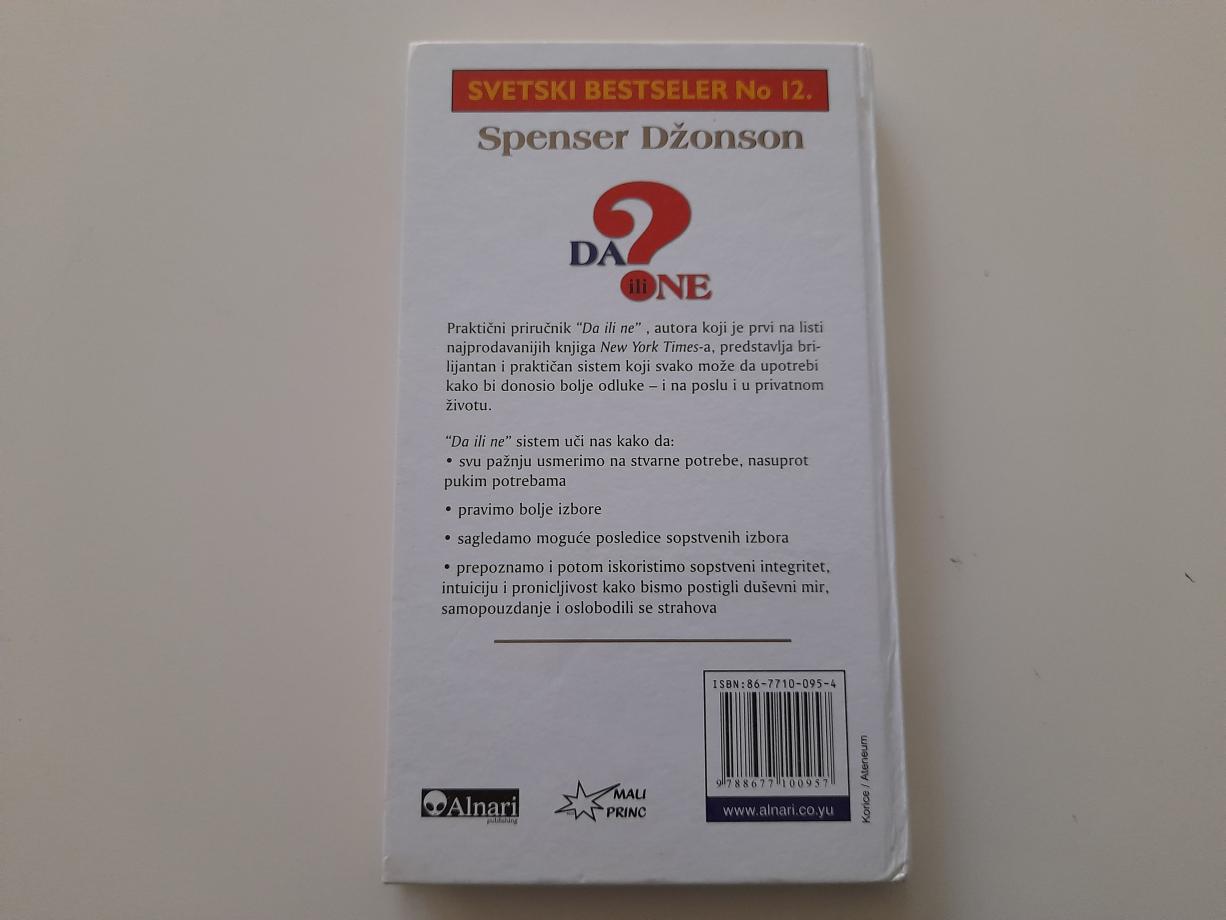 SVETSKI BESTSELER No 12.
Spenser Džonson
DA
?
ili NE
Praktični priručnik “Da ili ne” , autora koji je prvi na listi
najprodavanijih knjiga New York Times-a, predstavlja bri-
lijantan i praktičan sistem koji svako može da upotrebi
kako bi donosio bolje odluke – i na poslu i u privatnom
životu.
“Da ili ne” sistem uči nas kako da:
• svu pažnju usmerimo na stvarne potrebe, nasuprot
pukim potrebama
• pravimo bolje izbore
• sagledamo moguće posledice sopstvenih izbora
• prepoznamo i potom iskoristimo sopstveni integritet,
intuiciju i pronicljivost kako bismo postigli duševni mir,
samopouzdanje i oslobodili se strahova
ISBN:86-7710-095-4
9 788677 100957
www.alnari.co.yu
Korice / Ateneum
Alnari
publishing
MALI
PRINC